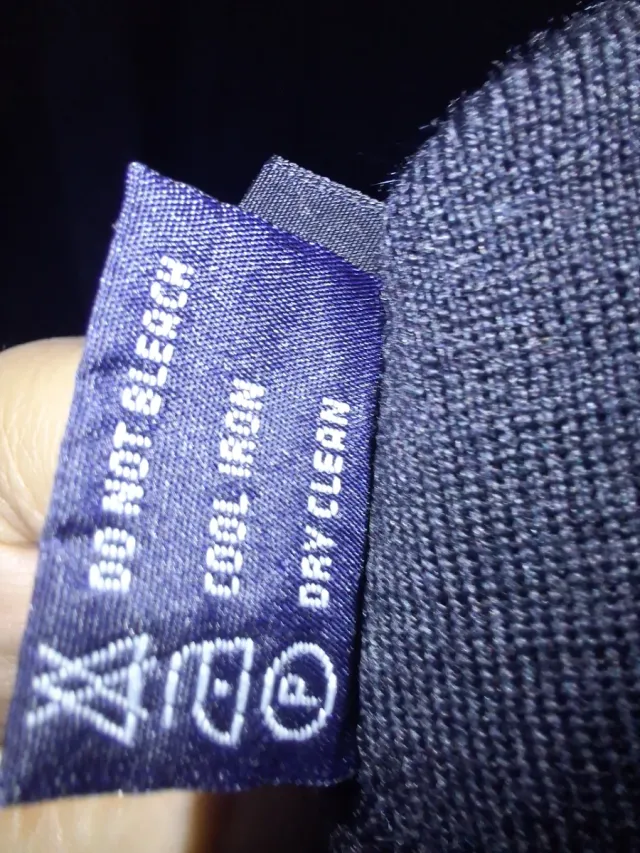 DO NOT BLEACH
COOL IRON
DRY CLEAN
P